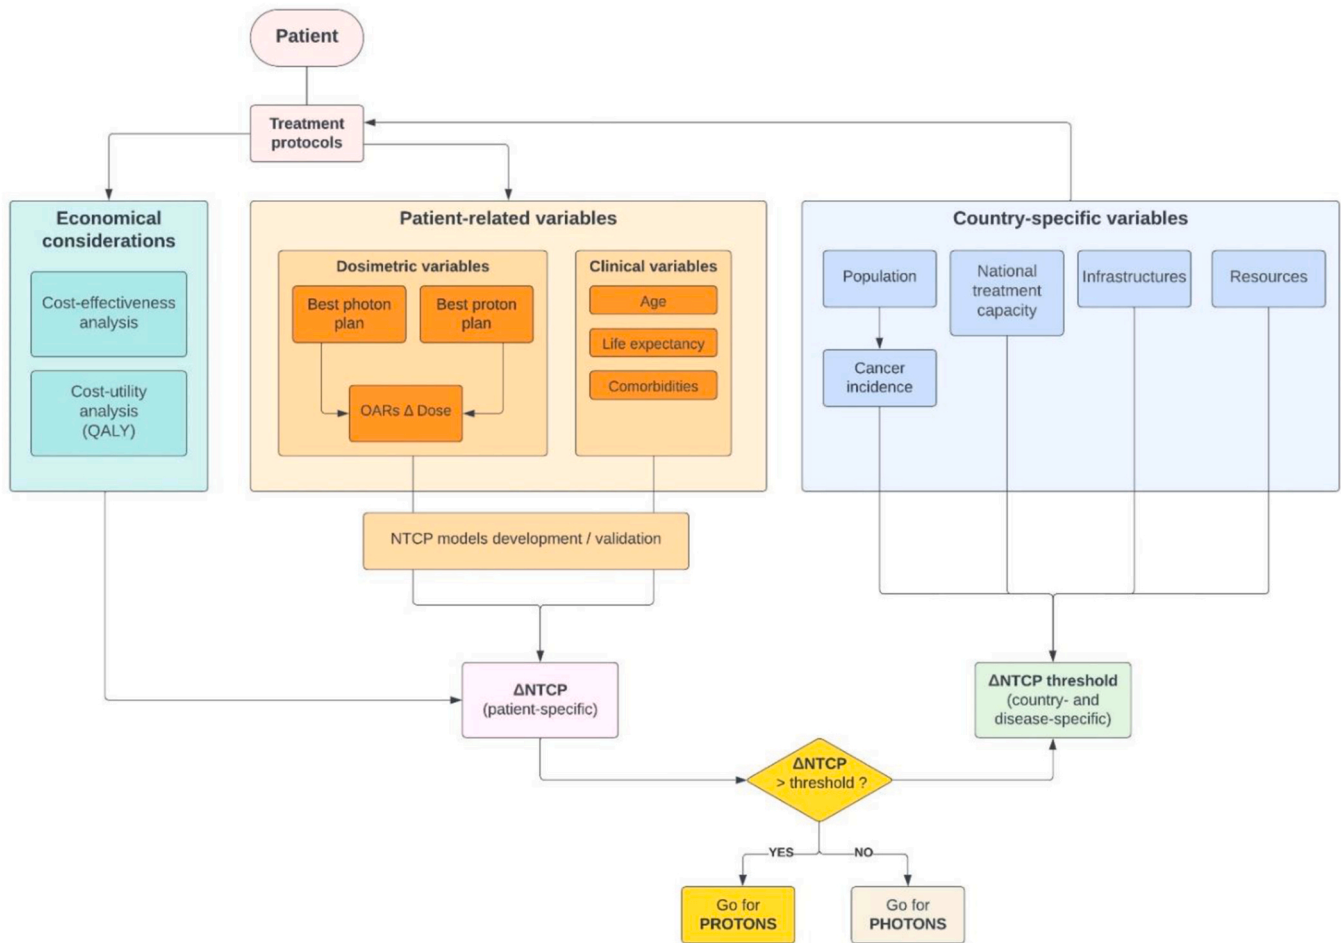 Patient
Treatment
protocols
Economical
considerations
Cost-effectiveness
analysis
Cost-utility
analysis
(QALY)
Patient-related variables
Dosimetric variables
Best photon
plan
Best proton
plan
OARs Δ Dose
Clinical variables
Age
Life expectancy
Comorbidities
NTCP models development / validation
Country-specific variables
Population
Cancer
incidence
National
treatment
capacity
Infrastructures
Resources
ΔNTCP
(patient-specific)
ΔNTCP threshold
(country- and
disease-specific)
ΔNTCP
> threshold ?
YES
NO
Go for
PROTONS
Go for
PHOTONS